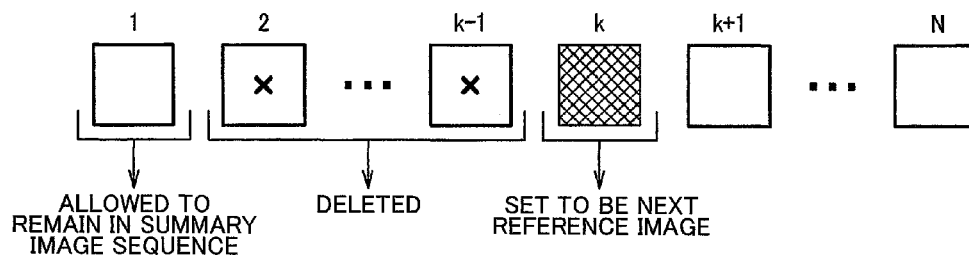 1 2 k-1 k k+1 N
× ··· × ···
ALLOWED TO
REMAIN IN SUMMARY
IMAGE SEQUENCE
DELETED
SET TO BE NEXT
REFERENCE IMAGE